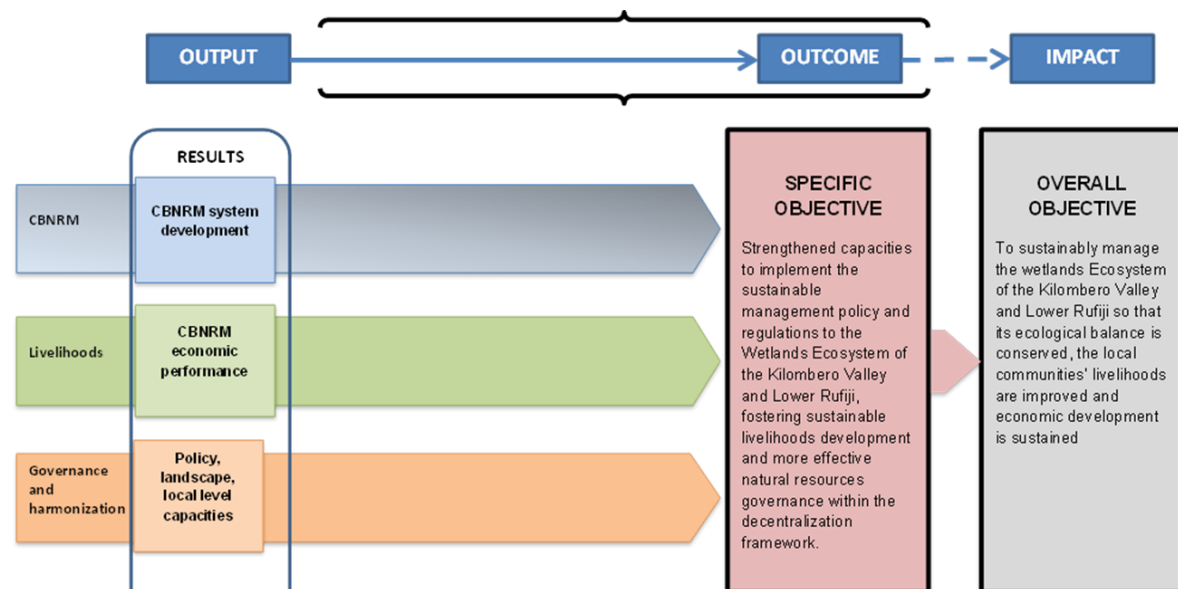 OUTPUT
OUTCOME
IMPACT
RESULTS
CBNRM
CBNRM system
development
Livelihoods
CBNRM
economic
performance
Governance
and
harmonization
Policy,
landscape,
local level
capacities
SPECIFIC
OBJECTIVE
Strengthened capacities
to implement the
sustainable
management policy and
regulations to the
Wetlands Ecosystem of
the Kilombero Valley
and Lower Rufiji,
fostering sustainable
livelihoods development
and more effective
natural resources
governance within the
decentralization
framework.
OVERALL
OBJECTIVE
To sustainably manage
the wetlands Ecosystem
of the Kilombero Valley
and Lower Rufiji so that
its ecological balance is
conserved, the local
communities' livelihoods
are improved and
economic development
is sustained